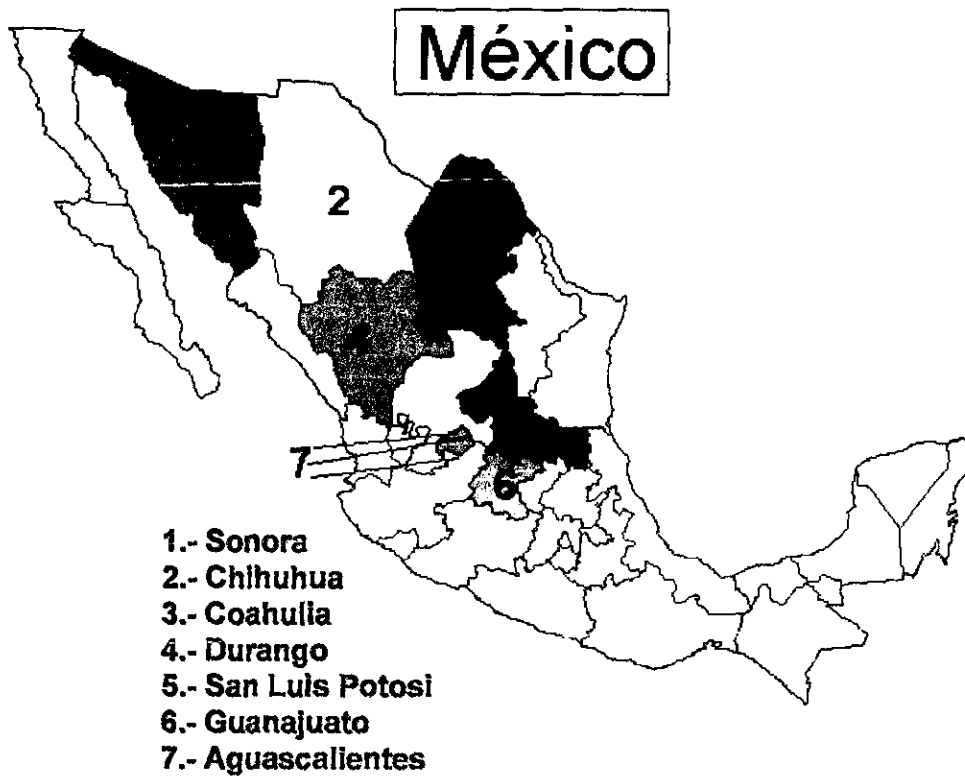 México
2
7
6
1.- Sonora
2.- Chihuhua
3.- Coahulia
4.- Durango
5.- San Luis Potosi
6.- Guanajuato
7.- Aguascalientes